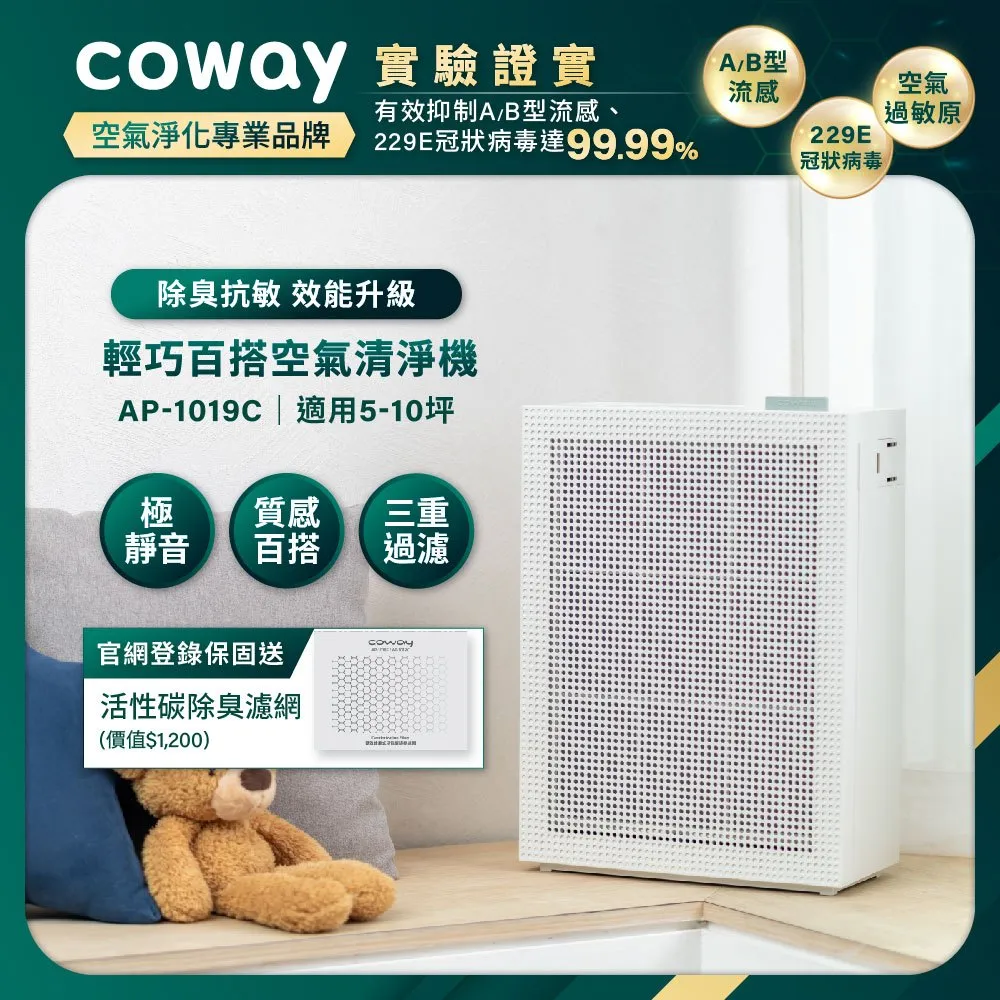 coway
空氣淨化專業品牌
實驗證實
有效抑制A/B型流感、
229E冠狀病毒達99.99%
A/B型
流感
空氣
過敏原
229E
冠狀病毒
除臭抗敏 效能升級
輕巧百搭空氣清淨機
AP-1019C｜適用5-10坪
極
靜音
質感
百搭
三重
過濾
官網登錄保固送
活性碳除臭濾網
(價值$1,200)
coway
coway